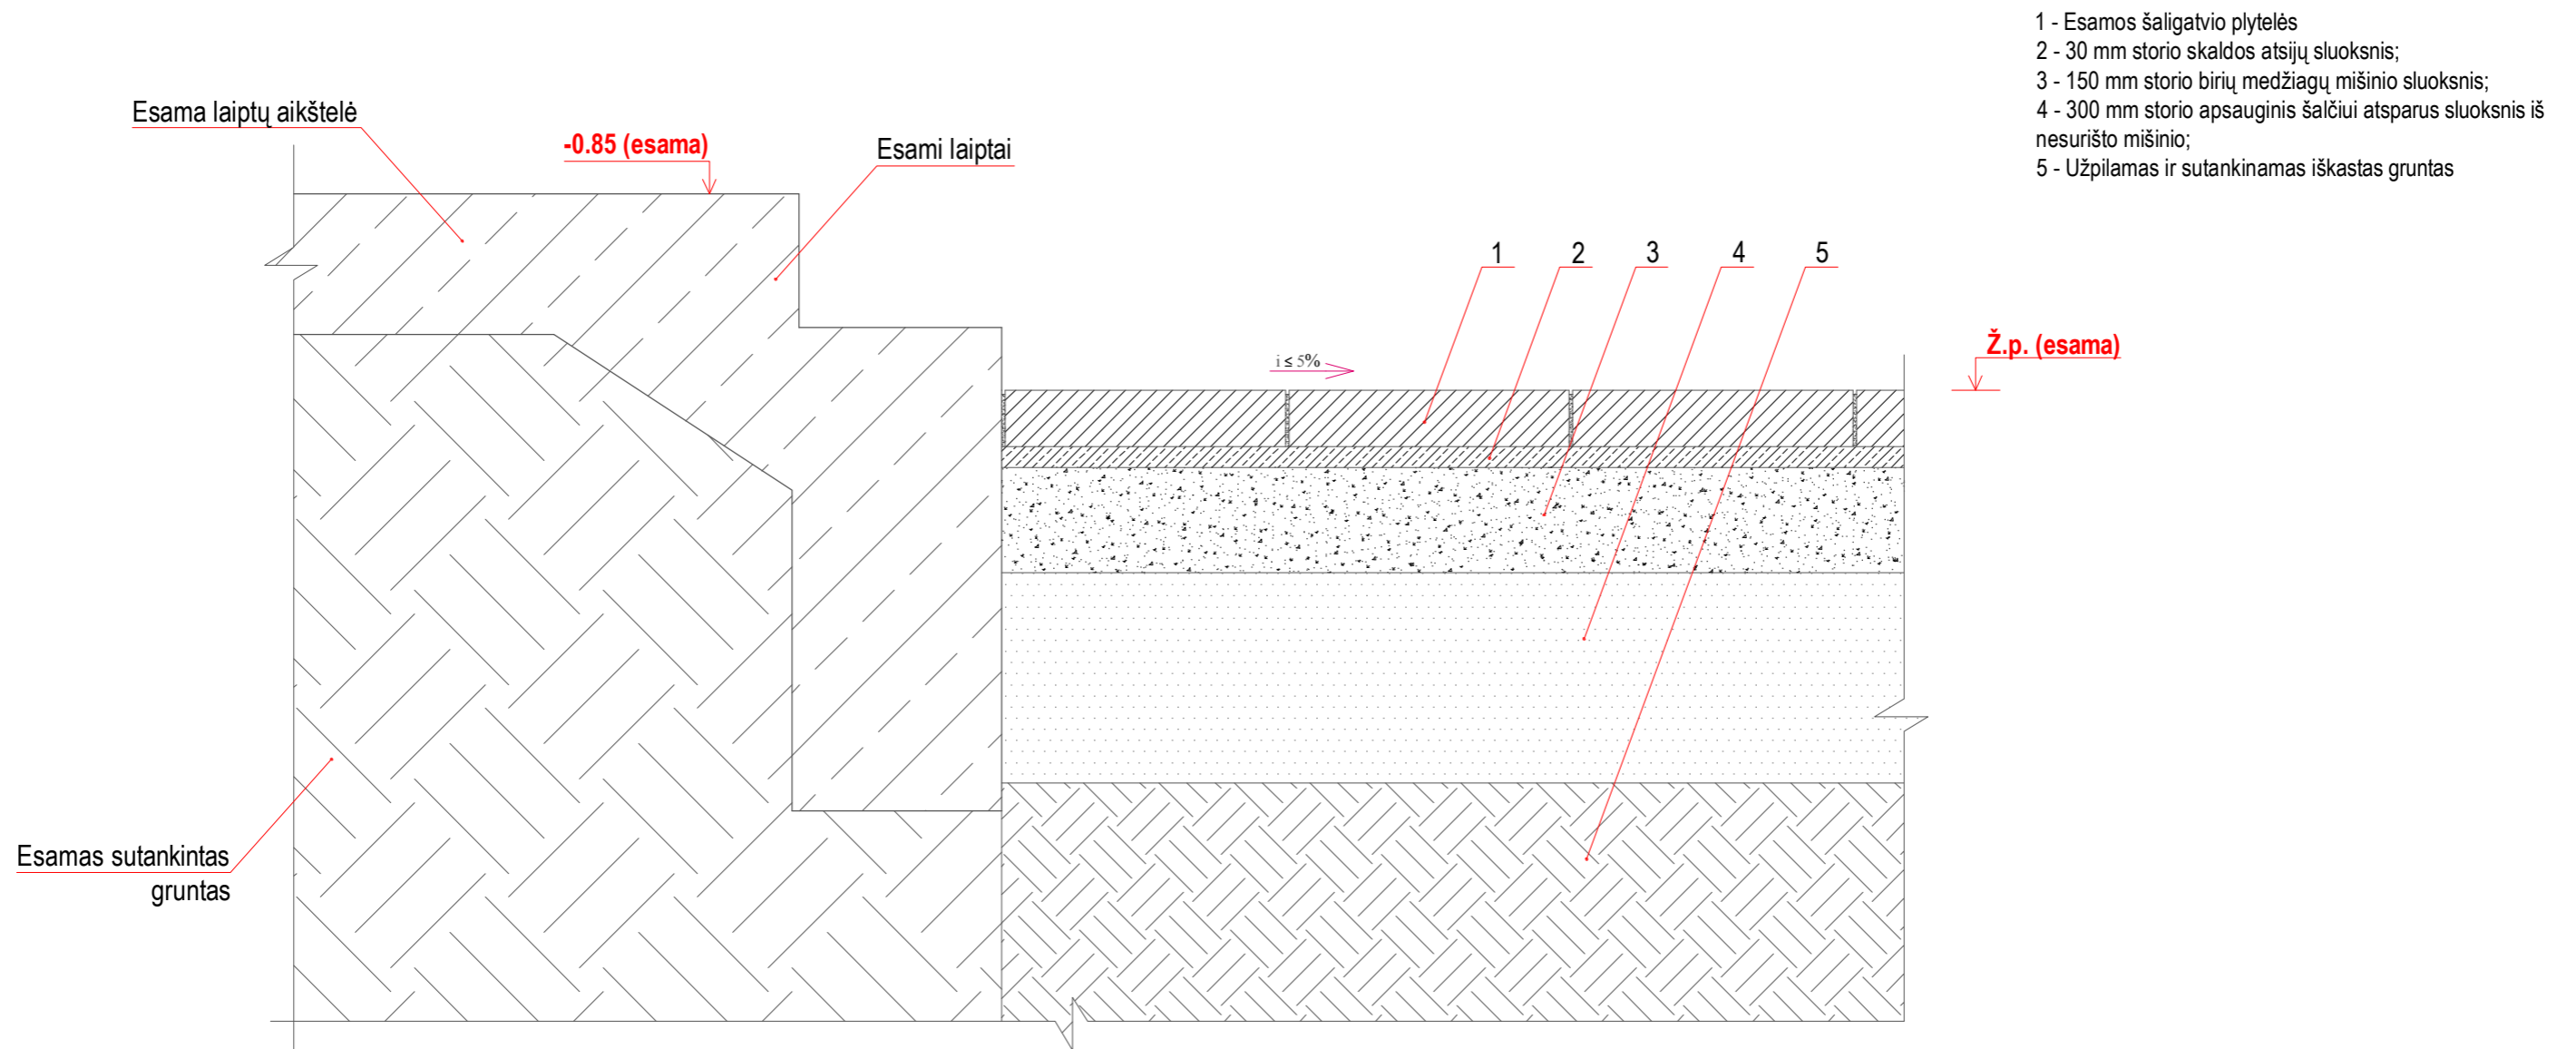 1 - Esamos šaligatvio plytelės
2 - 30 mm storio skaldos atsijų sluoksnis;
3 - 150 mm storio birių medžiagų mišinio sluoksnis;
4 - 300 mm storio apsauginis šalčiui atsparus sluoksnis iš
nesurišto mišinio;
5 - Užpilamas ir sutankinamas iškastas gruntas
Esama laiptų aikštelė
-0.85 (esama)
Esami laiptai
1 2 3 4 5
Ž.p. (esama)
i ≤ 5%
Esamas sutankintas
gruntas